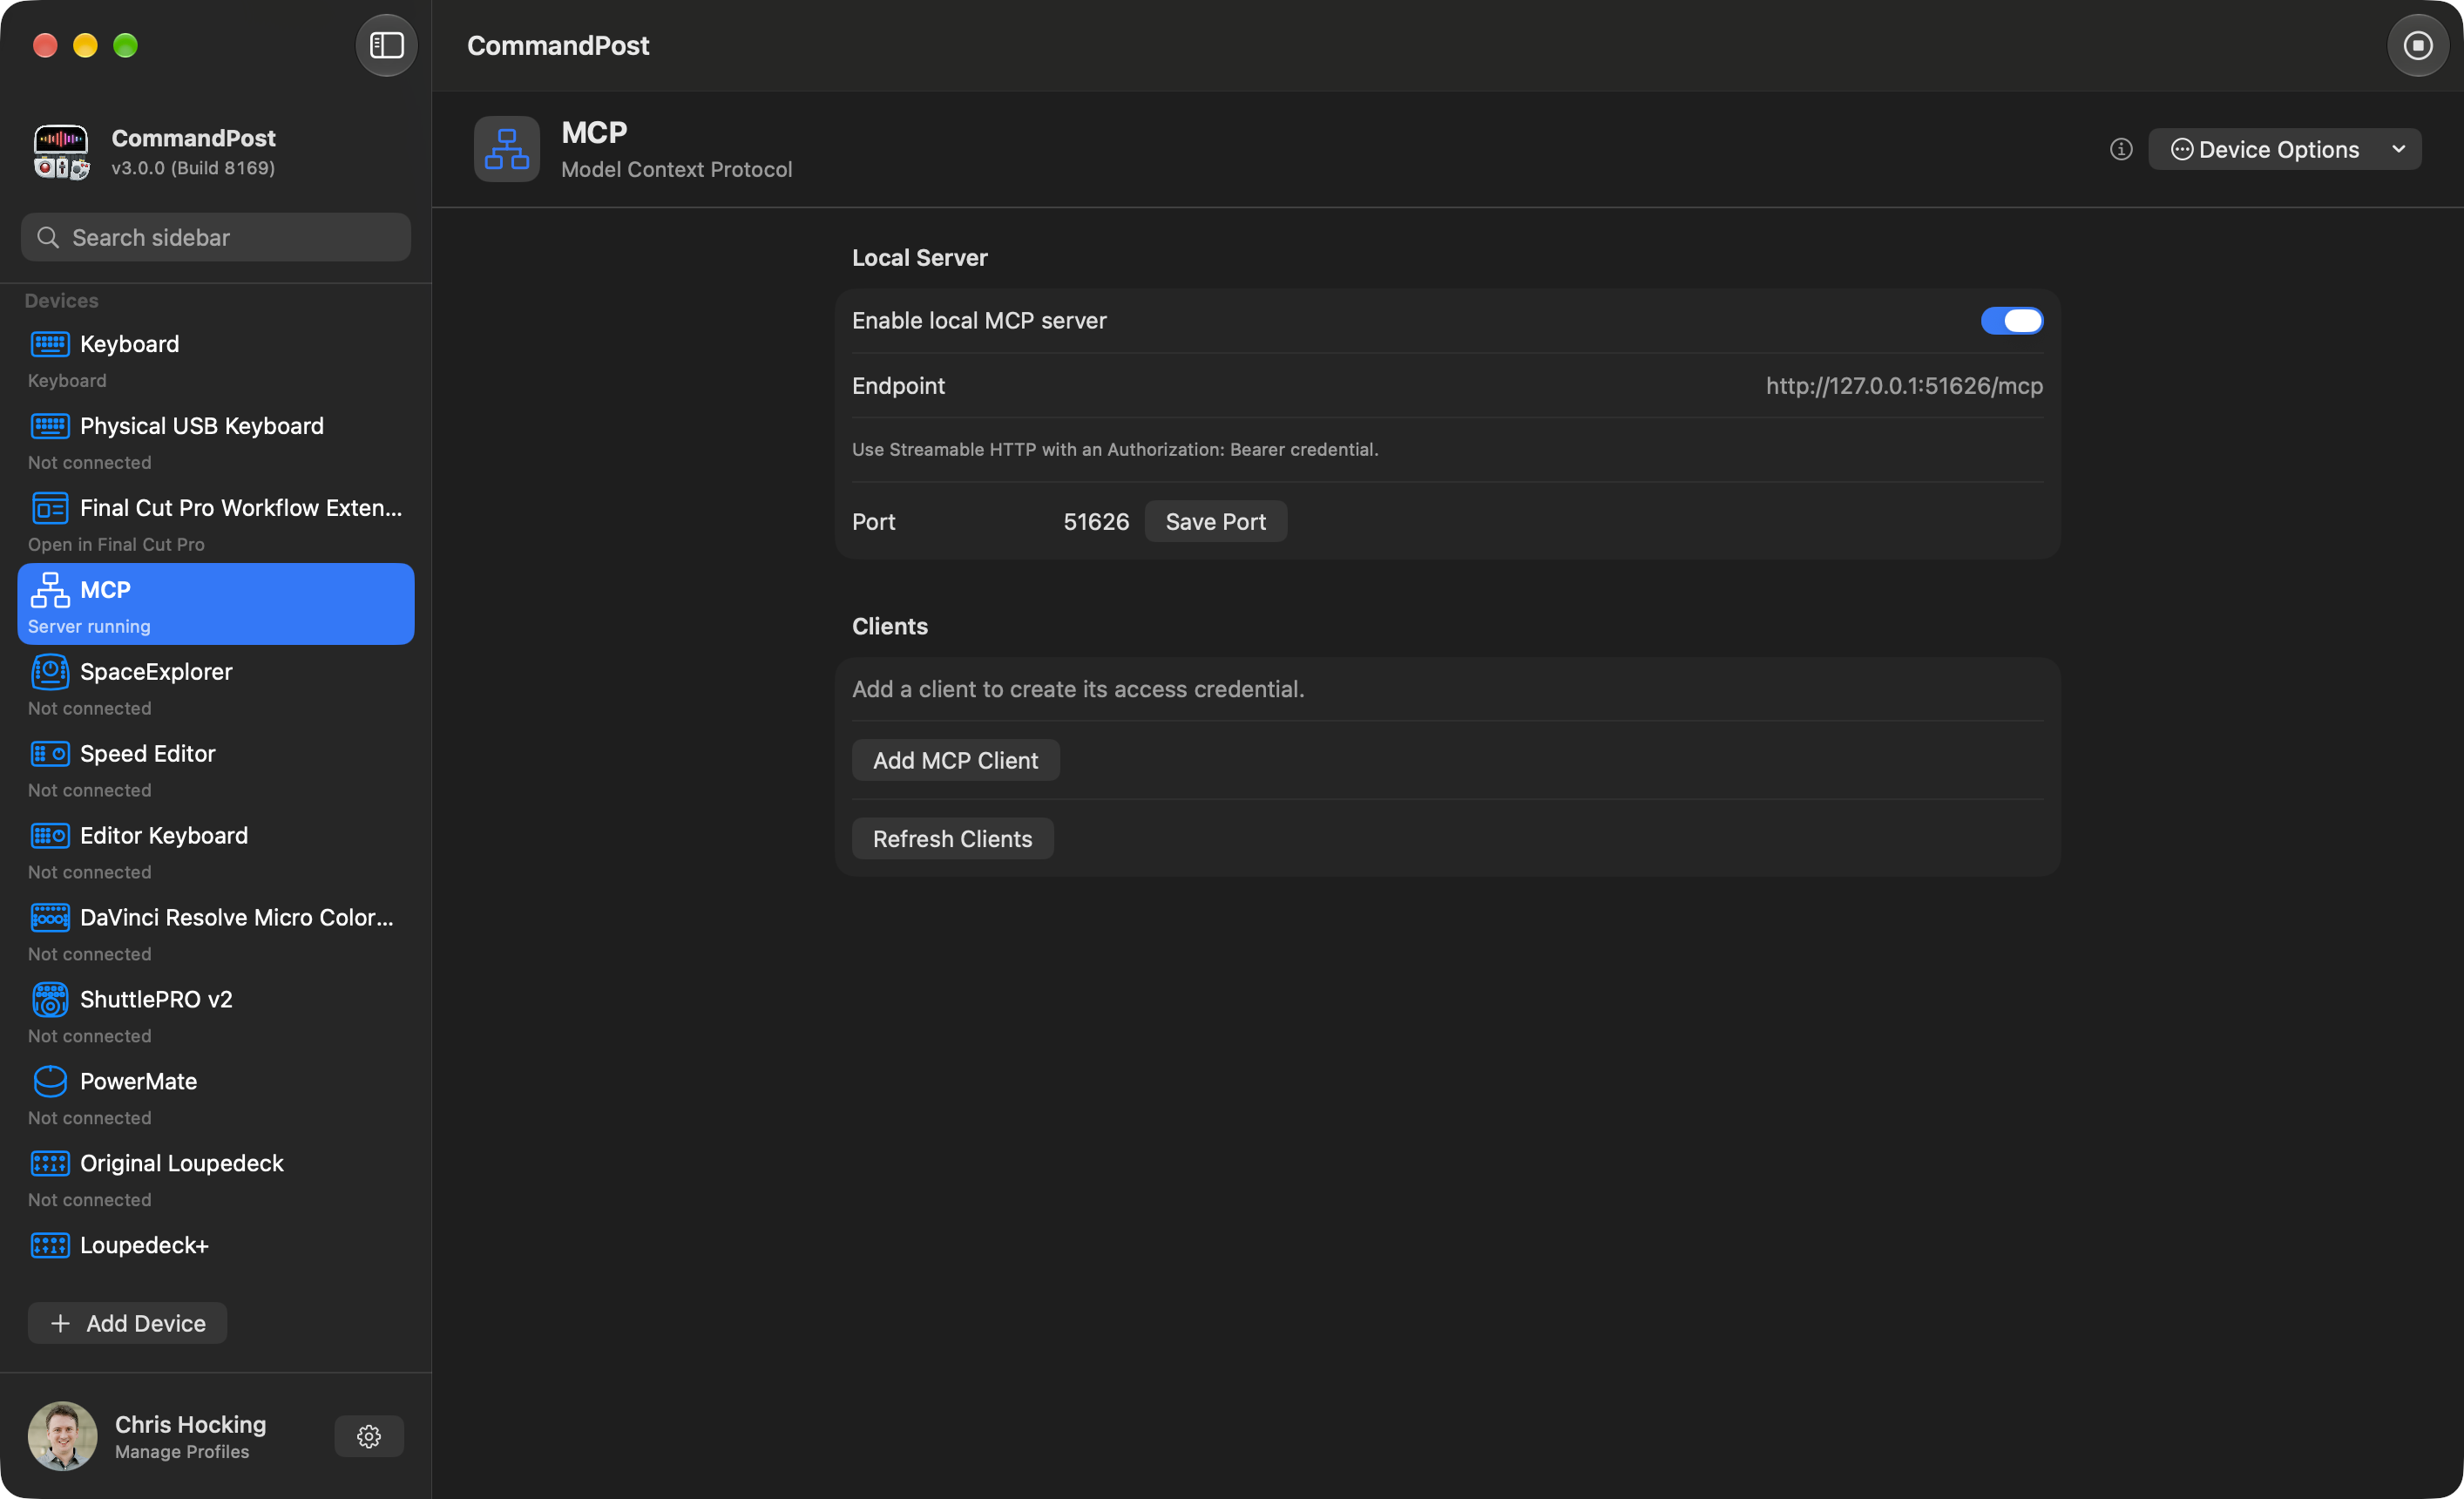 CommandPost
CommandPost
v3.0.0 (Build 8169)
Search sidebar
Devices
Keyboard
Keyboard
Physical USB Keyboard
Not connected
Final Cut Pro Workflow Exten...
Open in Final Cut Pro
MCP
Server running
SpaceExplorer
Not connected
Speed Editor
Not connected
Editor Keyboard
Not connected
DaVinci Resolve Micro Color...
Not connected
ShuttlePRO v2
Not connected
PowerMate
Not connected
Original Loupedeck
Not connected
Loupedeck+
Add Device
Chris Hocking
Manage Profiles
MCP
Model Context Protocol
Device Options
Local Server
Enable local MCP server
Endpoint http://127.0.0.1:51626/mcp
Use Streamable HTTP with an Authorization: Bearer credential.
Port 51626 Save Port
Clients
Add a client to create its access credential.
Add MCP Client
Refresh Clients